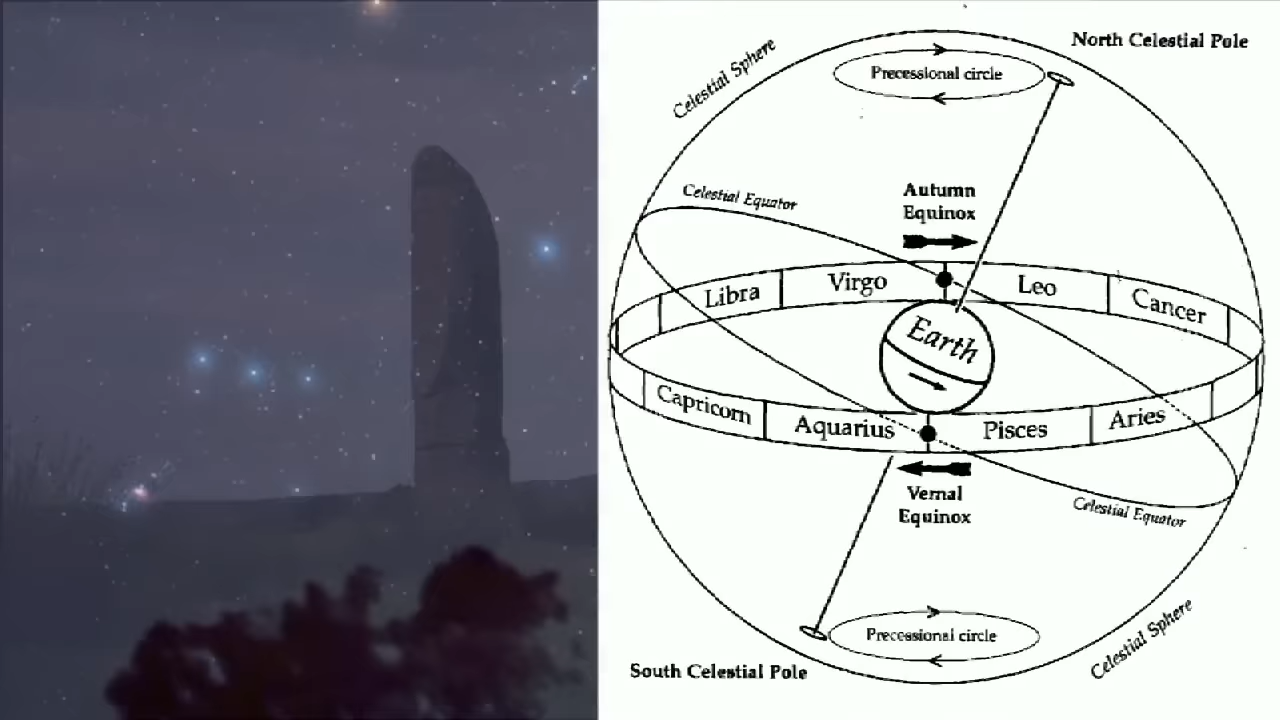 North Celestial Pole
Celestial Sphere
Precessional circle
Celestial Equator
Autumn
Equinox
Libra
Virgo
Leo
Cancer
Earth
Capricorn
Aquarius
Pisces
Aries
Vernal
Equinox
Celestial Equator
Precessional circle
South Celestial Pole
Celestial Sphere